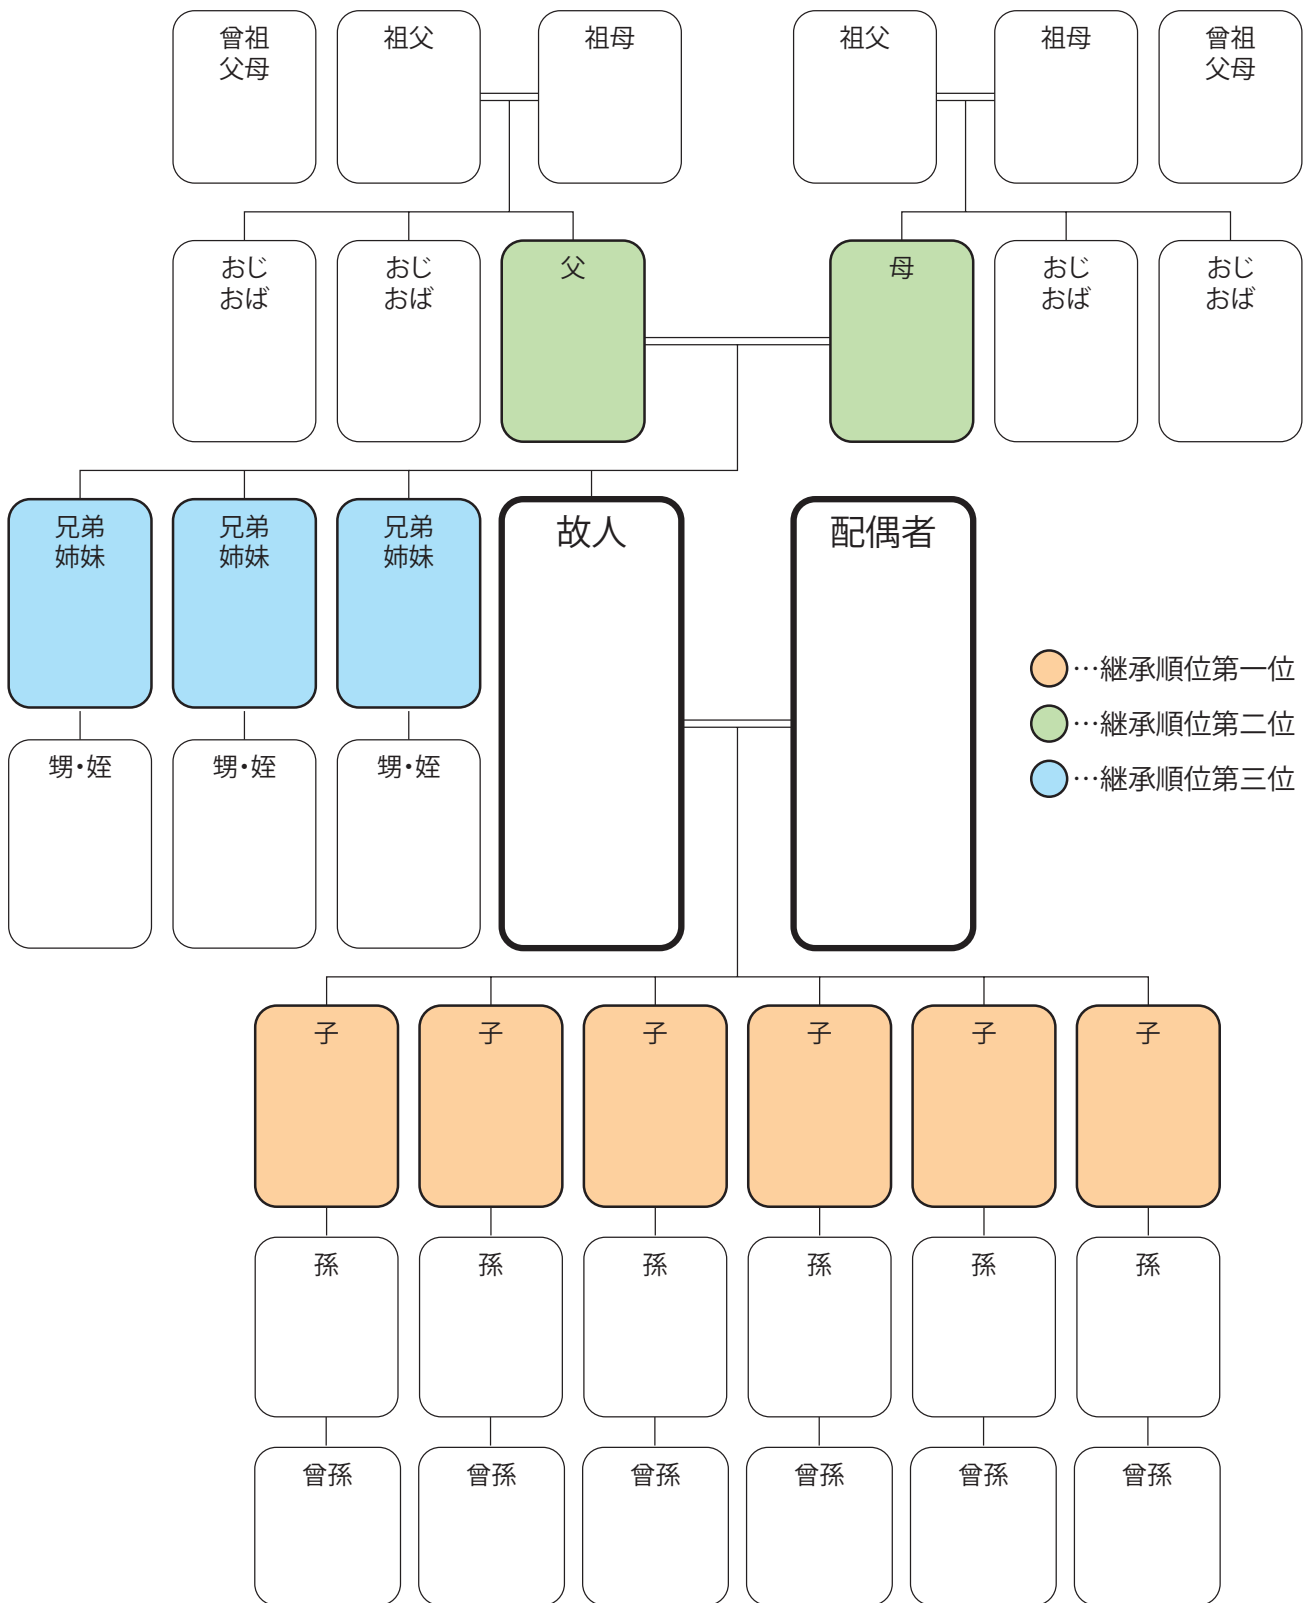 曾祖
父母
祖父
祖母
祖父
祖母
曾祖
父母
おじ
おば
おじ
おば
父
母
おじ
おば
おじ
おば
兄弟
姉妹
兄弟
姉妹
兄弟
姉妹
故人
配偶者
…継承順位第一位
…継承順位第二位
…継承順位第三位
甥・姪
甥・姪
甥・姪
子
子
子
子
子
子
孫
孫
孫
孫
孫
孫
曾孫
曾孫
曾孫
曾孫
曾孫
曾孫